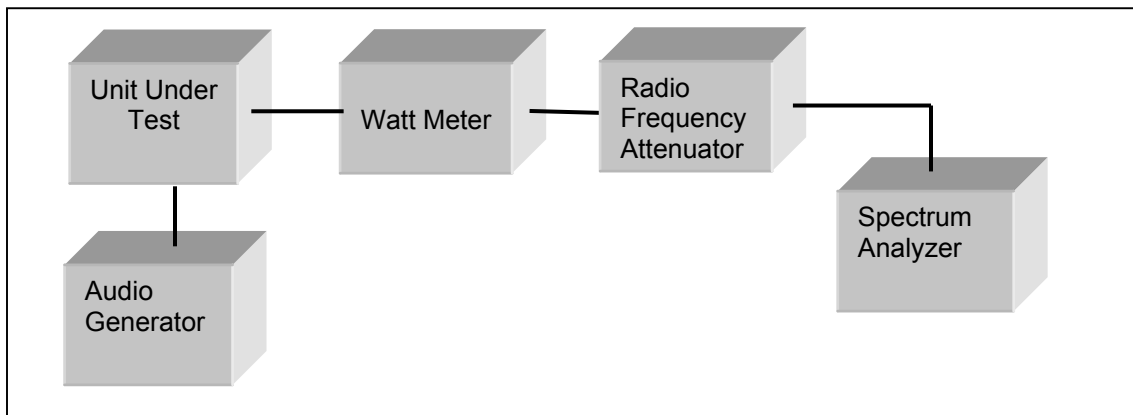 Unit Under
Test
Watt Meter
Radio
Frequency
Attenuator
Spectrum
Analyzer
Audio
Generator